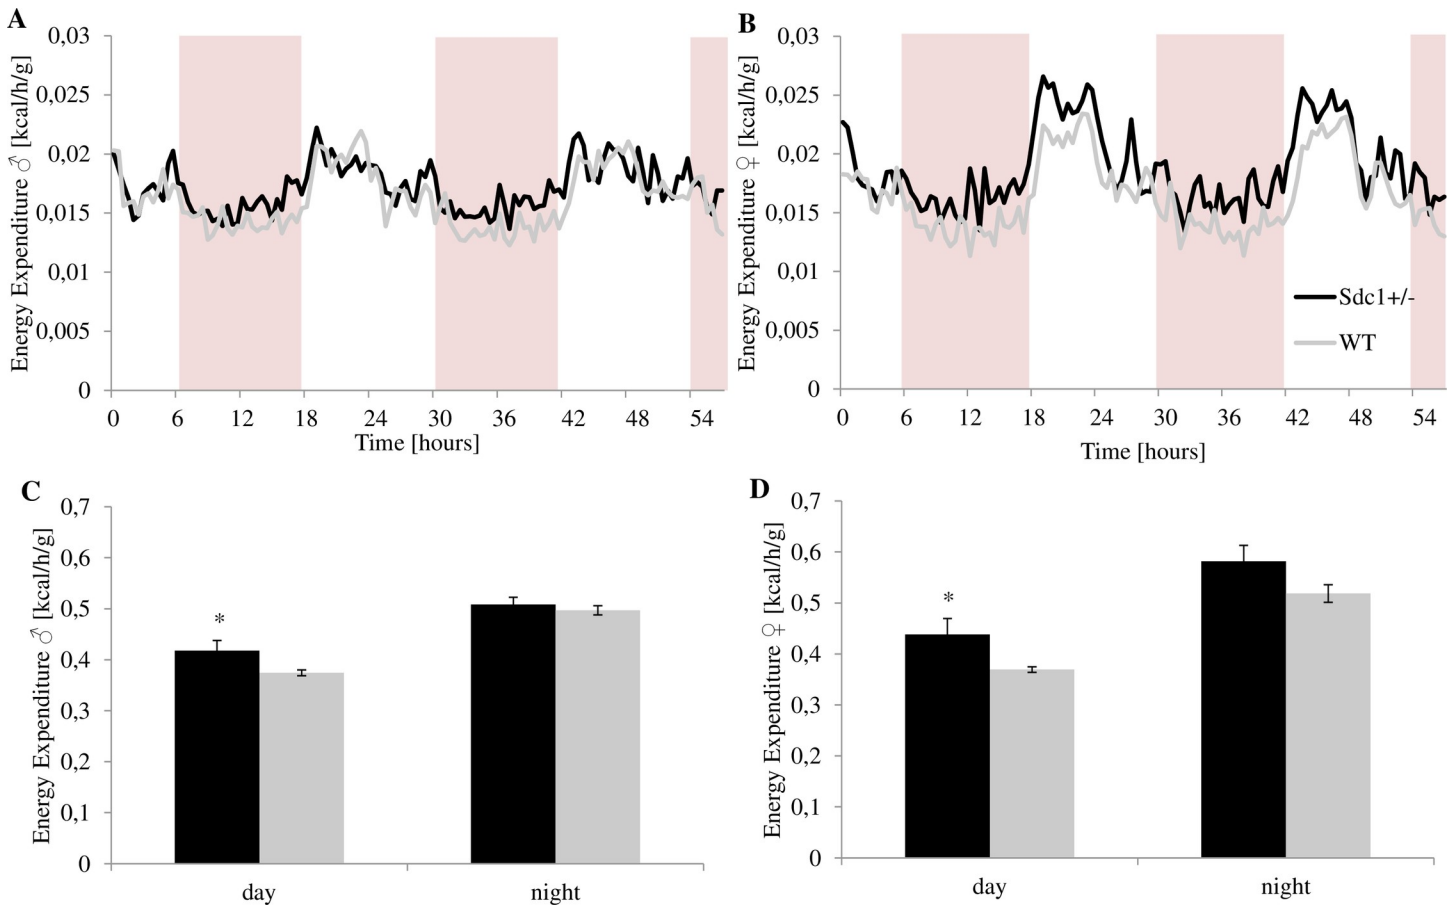 A
Energy Expenditure ♂ [kcal/h/g]
0,03
0,025
0,02
0,015
0,01
0,005
0
0 6 12 18 24 30 36 42 48 54
Time [hours]
B
Energy Expenditure ♀ [kcal/h/g]
0,03
0,025
0,02
0,015
0,01
0,005
0
0 6 12 18 24 30 36 42 48 54
Time [hours]
Sdc1+/-
WT
C
Energy Expenditure ♂ [kcal/h/g]
0,7
0,6
0,5
0,4
0,3
0,2
0,1
0
*
day night
D
Energy Expenditure ♀ [kcal/h/g]
0,7
0,6
0,5
0,4
0,3
0,2
0,1
0
*
day night